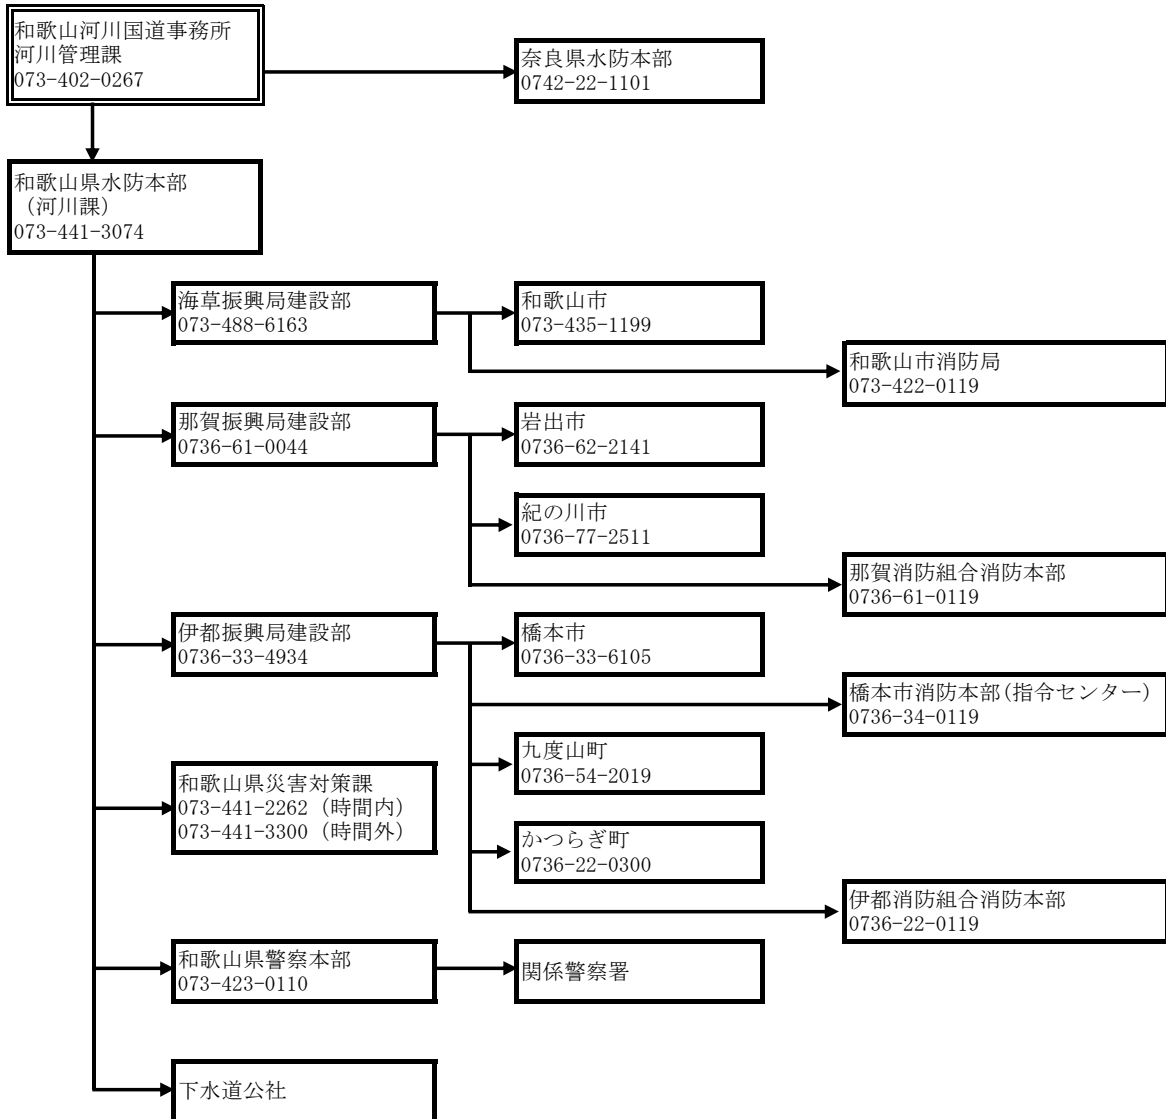 和歌山河川国道事務所
河川管理課
073-402-0267
奈良県水防本部
0742-22-1101
和歌山県水防本部
（河川課）
073-441-3074
海草振興局建設部
073-488-6163
和歌山市
073-435-1199
和歌山市消防局
073-422-0119
那賀振興局建設部
0736-61-0044
岩出市
0736-62-2141
紀の川市
0736-77-2511
那賀消防組合消防本部
0736-61-0119
伊都振興局建設部
0736-33-4934
橋本市
0736-33-6105
橋本市消防本部(指令センター)
0736-34-0119
九度山町
0736-54-2019
和歌山県災害対策課
073-441-2262（時間内）
073-441-3300（時間外）
かつらぎ町
0736-22-0300
伊都消防組合消防本部
0736-22-0119
和歌山県警察本部
073-423-0110
関係警察署
下水道公社